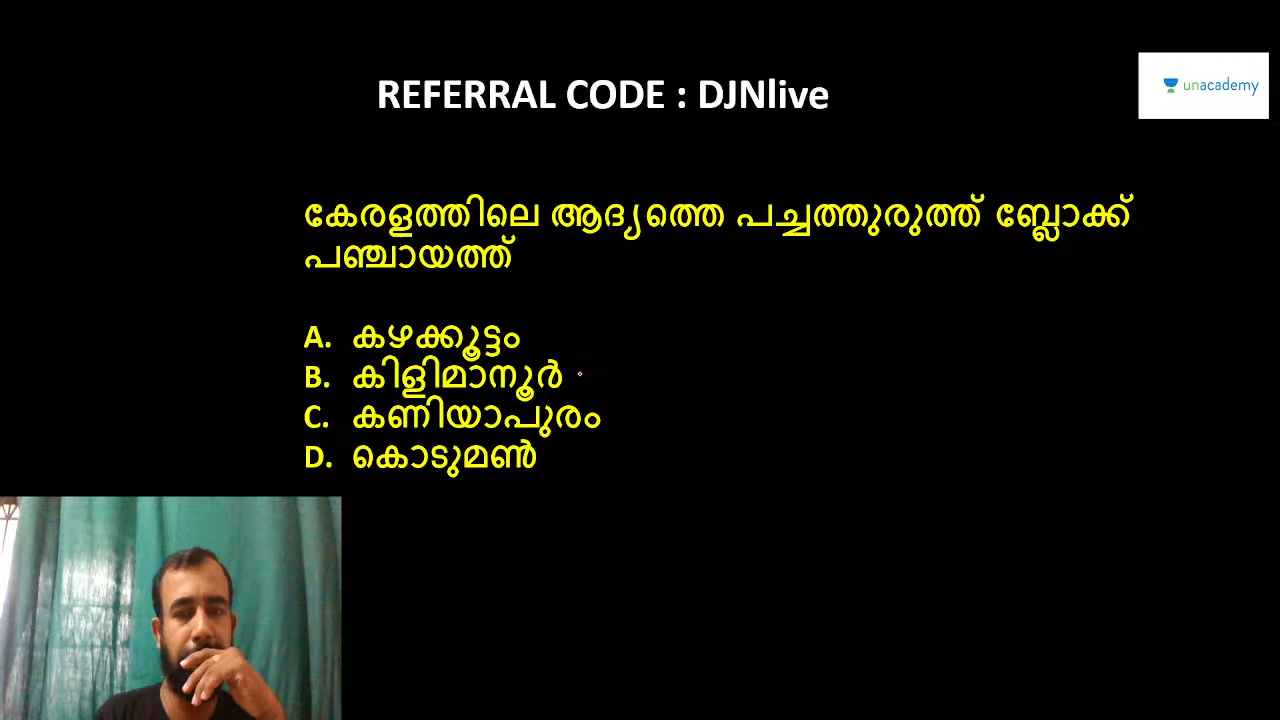 REFERRAL CODE : DJNlive
unacademy
കേരളത്തിലെ ആദ്യത്തെ പച്ചത്തുരുത്ത് ബ്ലോക്ക്
പഞ്ചായത്ത്
A. കഴക്കൂട്ടം
B. കിളിമാനൂർ
C. കണിയാപുരം
D. കൊടുമൺ